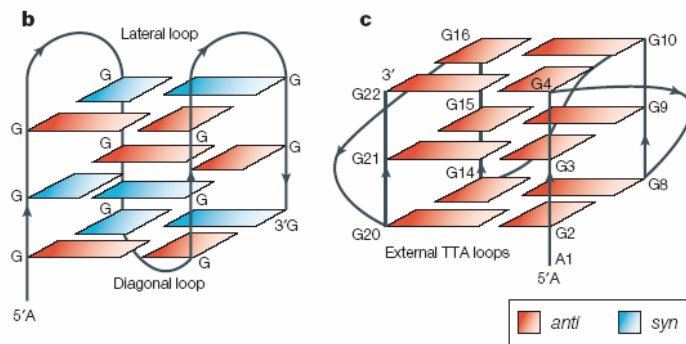 b
Lateral loop
G
G
G
G
G
G
G
G
G
G
3′G
G
G
Diagonal loop
5′A
c
G16
G10
3′
G22
G4
G15
G9
G21
G14
G3
G8
G20
G2
External TTA loops
A1
5′A
anti
syn